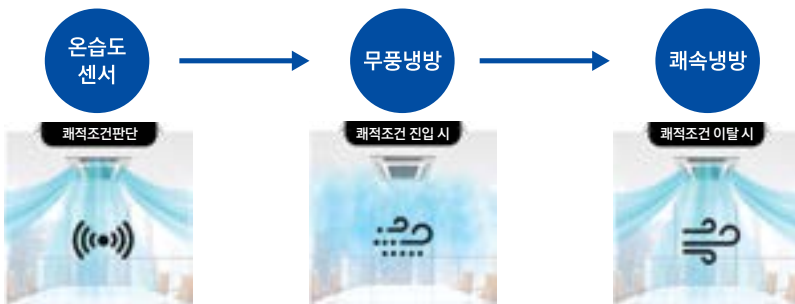 온습도
센서
무풍냉방
쾌속냉방
쾌적조건판단
쾌적조건 진입 시
쾌적조건 이탈 시